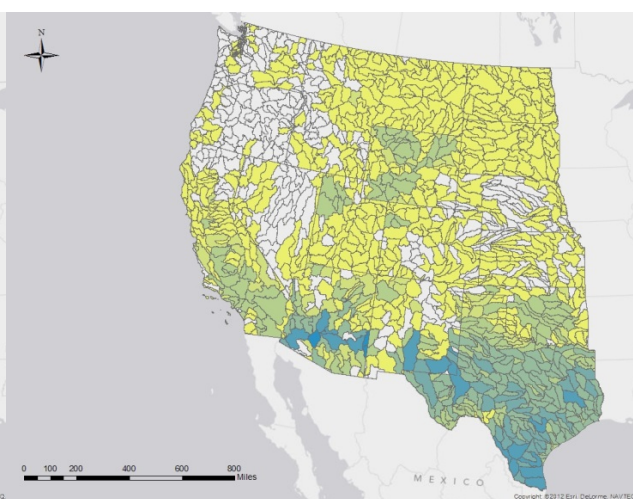 N
0 100 200 400 600 800
Miles
MEXICO
Copyright: ©2012 Esri, DeLorme, NAVTEQ